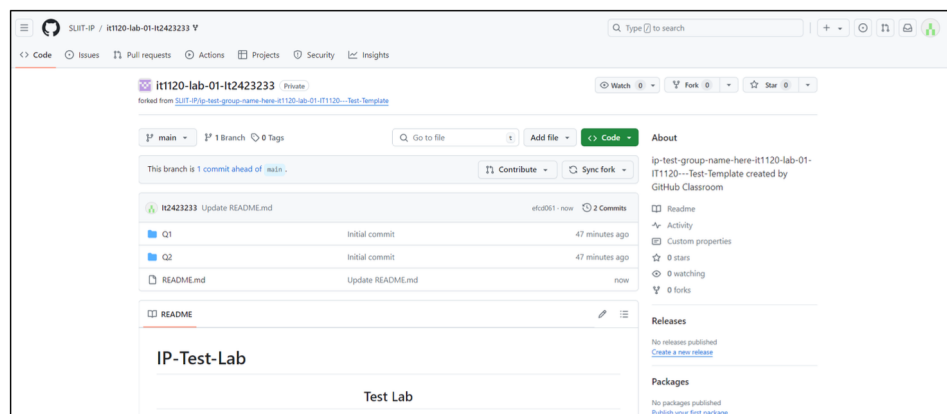 SLIIT-IP / it1120-lab-01-It2423233
Type / to search
Code Issues Pull requests Actions Projects Security Insights
it1120-lab-01-It2423233 Private
Watch 0 Fork 0 Star 0
forked from SLIIT-IP/ip-test-group-name-here-it1120-lab-01-IT1120---Test-Template
main 1 Branch 0 Tags
Go to file t
Add file
Code
This branch is 1 commit ahead of main .
Contribute
Sync fork
It2423233 Update README.md
efcd061 · now 2 Commits
Q1 Initial commit 47 minutes ago
Q2 Initial commit 47 minutes ago
README.md Update README.md now
README
IP-Test-Lab
Test Lab
About
ip-test-group-name-here-it1120-lab-01-
IT1120---Test-Template created by
GitHub Classroom
Readme
Activity
Custom properties
0 stars
0 watching
0 forks
Releases
No releases published
Create a new release
Packages
No packages published
Publish your first package